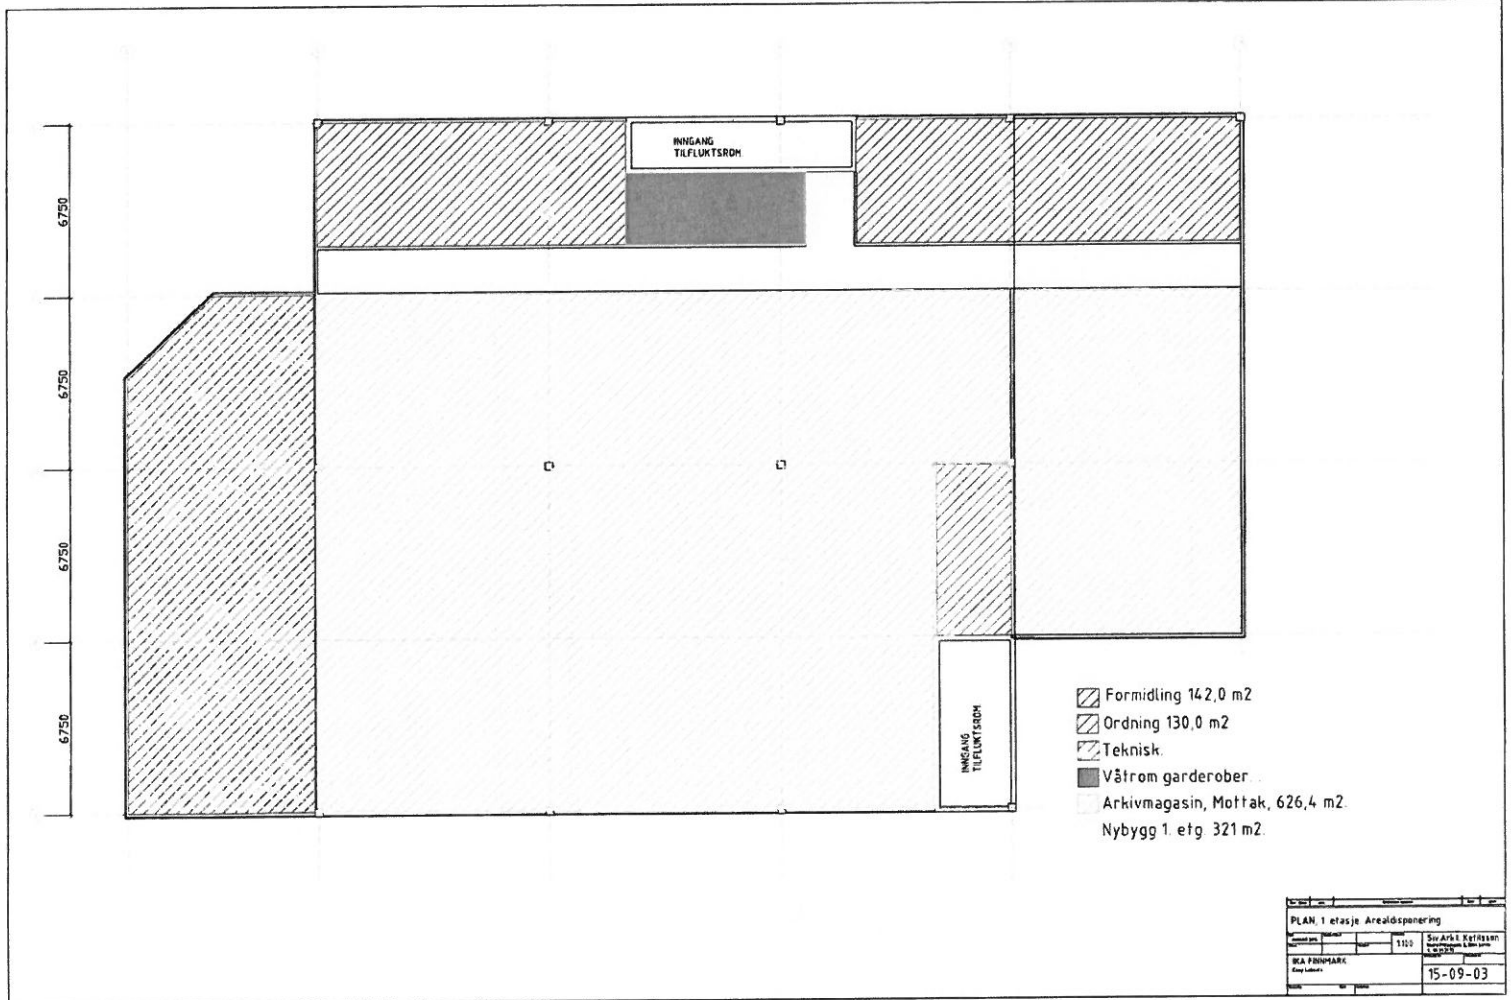 INNGANG
TILFLUKTSROM
6750
6750
6750
6750
INNGANG
TILFLUKTSROM
Formidling 142,0 m2
Ordning 130,0 m2
Teknisk.
Våtrom garderober.
Arkivmagasin, Mottak, 626,4 m2.
Nybygg 1. etg. 321 m2.
PLAN, 1 etasje. Arealdisponering
1:100
Siv.Ark I. Ketilsson
IKA FINNMARK
15-09-03